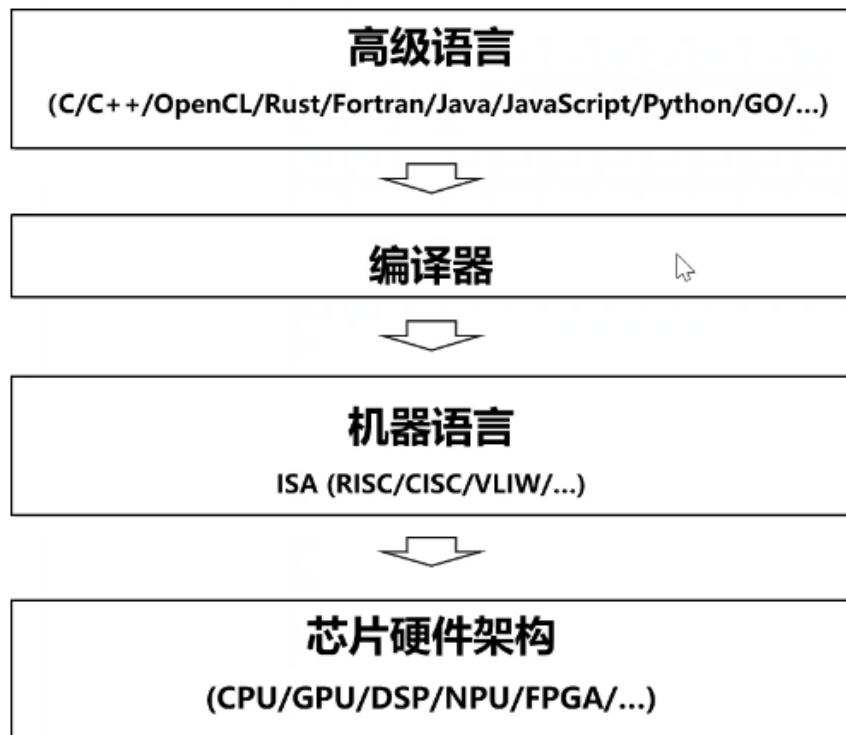 高级语言
(C/C++/OpenCL/Rust/Fortran/Java/JavaScript/Python/GO/...)
编译器
机器语言
ISA (RISC/CISC/VLIW/...)
芯片硬件架构
(CPU/GPU/DSP/NPU/FPGA/...)